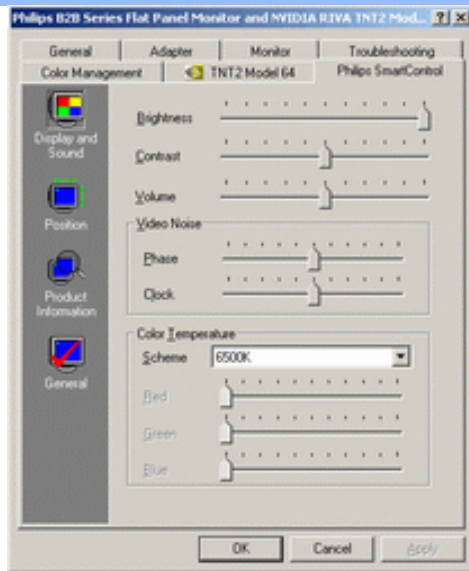 Philips B2B Series Flat Panel Monitor and NVIDIA RIVA TNT2 Mod...
General Adapter Monitor Troubleshooting
Color Management TNT2 Model 64 Philips SmartControl
Display and
Sound
Position
Product
Information
General
Brightness
Contrast
Volume
Video Noise
Phase
Clock
Color Temperature
Scheme 6500K
Red
Green
Blue
OK Cancel Apply